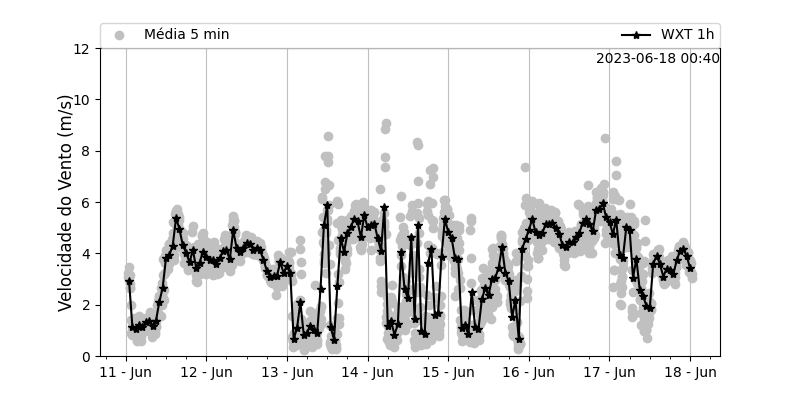 Média 5 min
WXT 1h
2023-06-18 00:40
Velocidade do Vento (m/s)
12
10
8
6
4
2
0
11 - Jun
12 - Jun
13 - Jun
14 - Jun
15 - Jun
16 - Jun
17 - Jun
18 - Jun